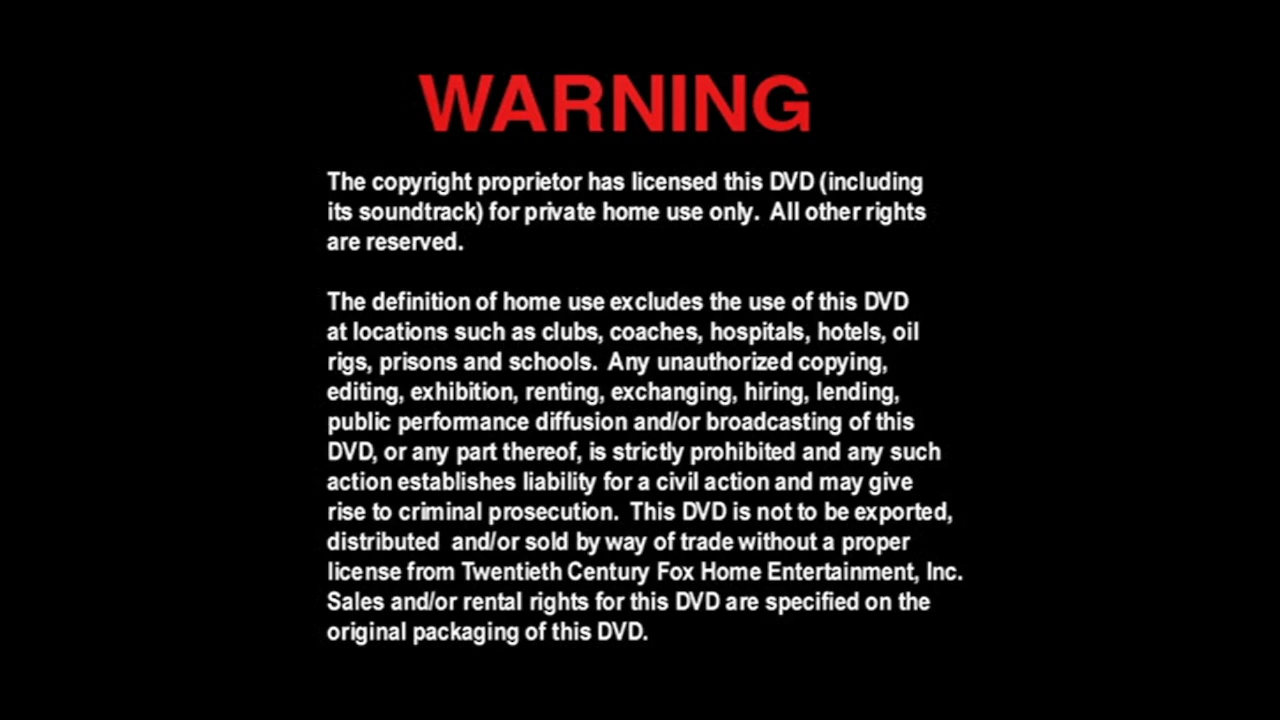 WARNING
The copyright proprietor has licensed this DVD (including
its soundtrack) for private home use only.  All other rights
are reserved.
The definition of home use excludes the use of this DVD
at locations such as clubs, coaches, hospitals, hotels, oil
rigs, prisons and schools.  Any unauthorized copying,
editing, exhibition, renting, exchanging, hiring, lending,
public performance diffusion and/or broadcasting of this
DVD, or any part thereof, is strictly prohibited and any such
action establishes liability for a civil action and may give
rise to criminal prosecution.  This DVD is not to be exported,
distributed  and/or sold by way of trade without a proper
license from Twentieth Century Fox Home Entertainment, Inc.
Sales and/or rental rights for this DVD are specified on the
original packaging of this DVD.